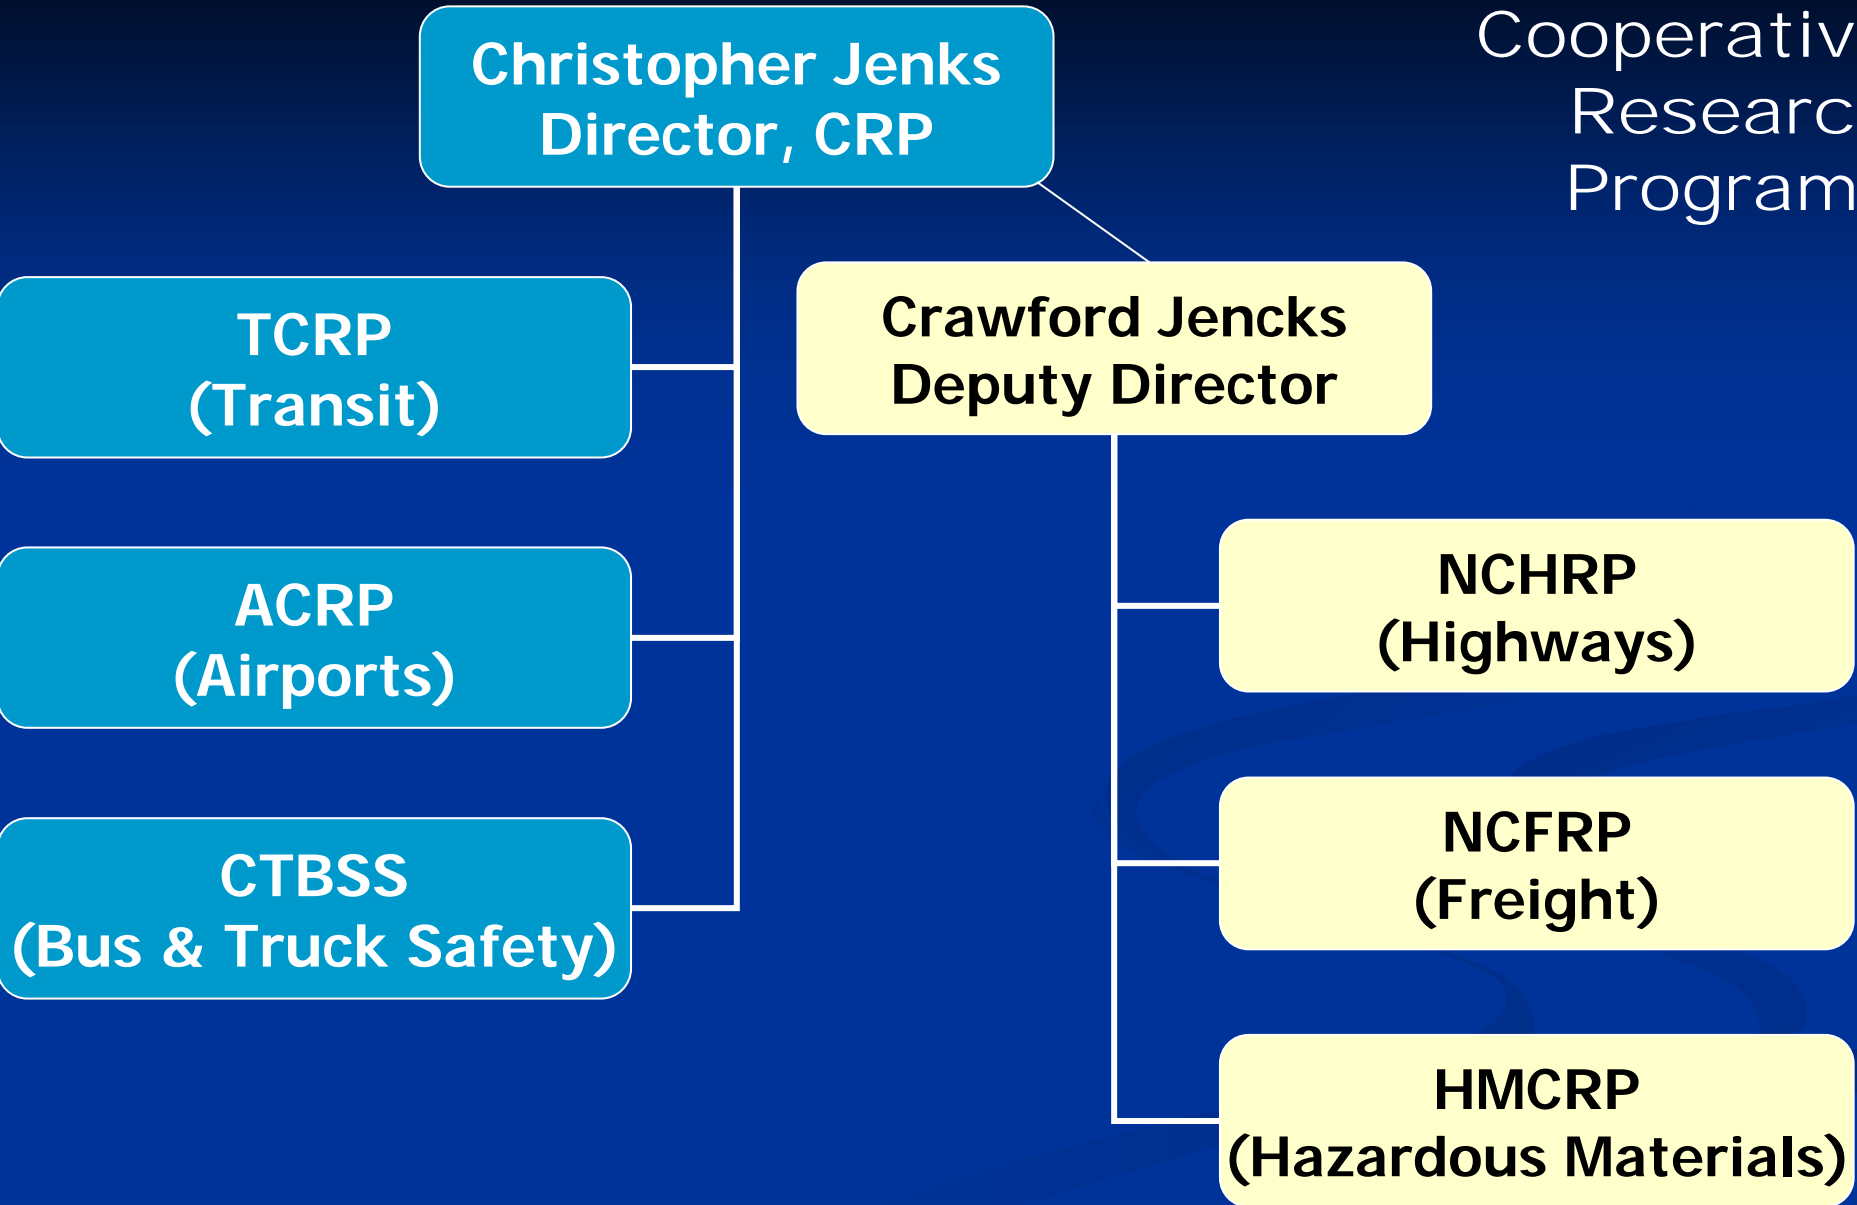 Cooperativ
Researc
Program
Christopher Jenks
Director, CRP
Crawford Jencks
Deputy Director
TCRP
(Transit)
ACRP
(Airports)
CTBSS
(Bus & Truck Safety)
NCHRP
(Highways)
NCFRP
(Freight)
HMCRP
(Hazardous Materials)